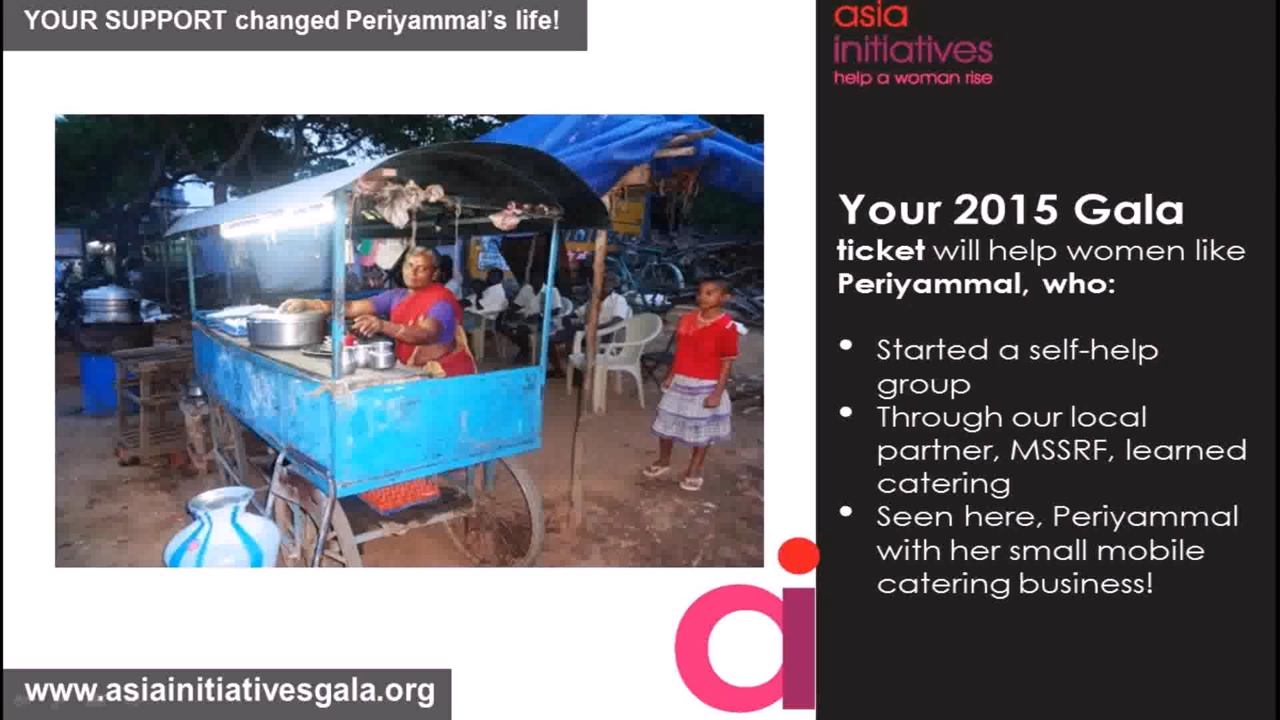 YOUR SUPPORT changed Periyammal's life!
asia
initiatives
help a woman rise
Your 2015 Gala
ticket will help women like
Periyammal, who:
• Started a self-help
group
• Through our local
partner, MSSRF, learned
catering
• Seen here, Periyammal
with her small mobile
catering business!
ai
www.asiainitiativesgala.org